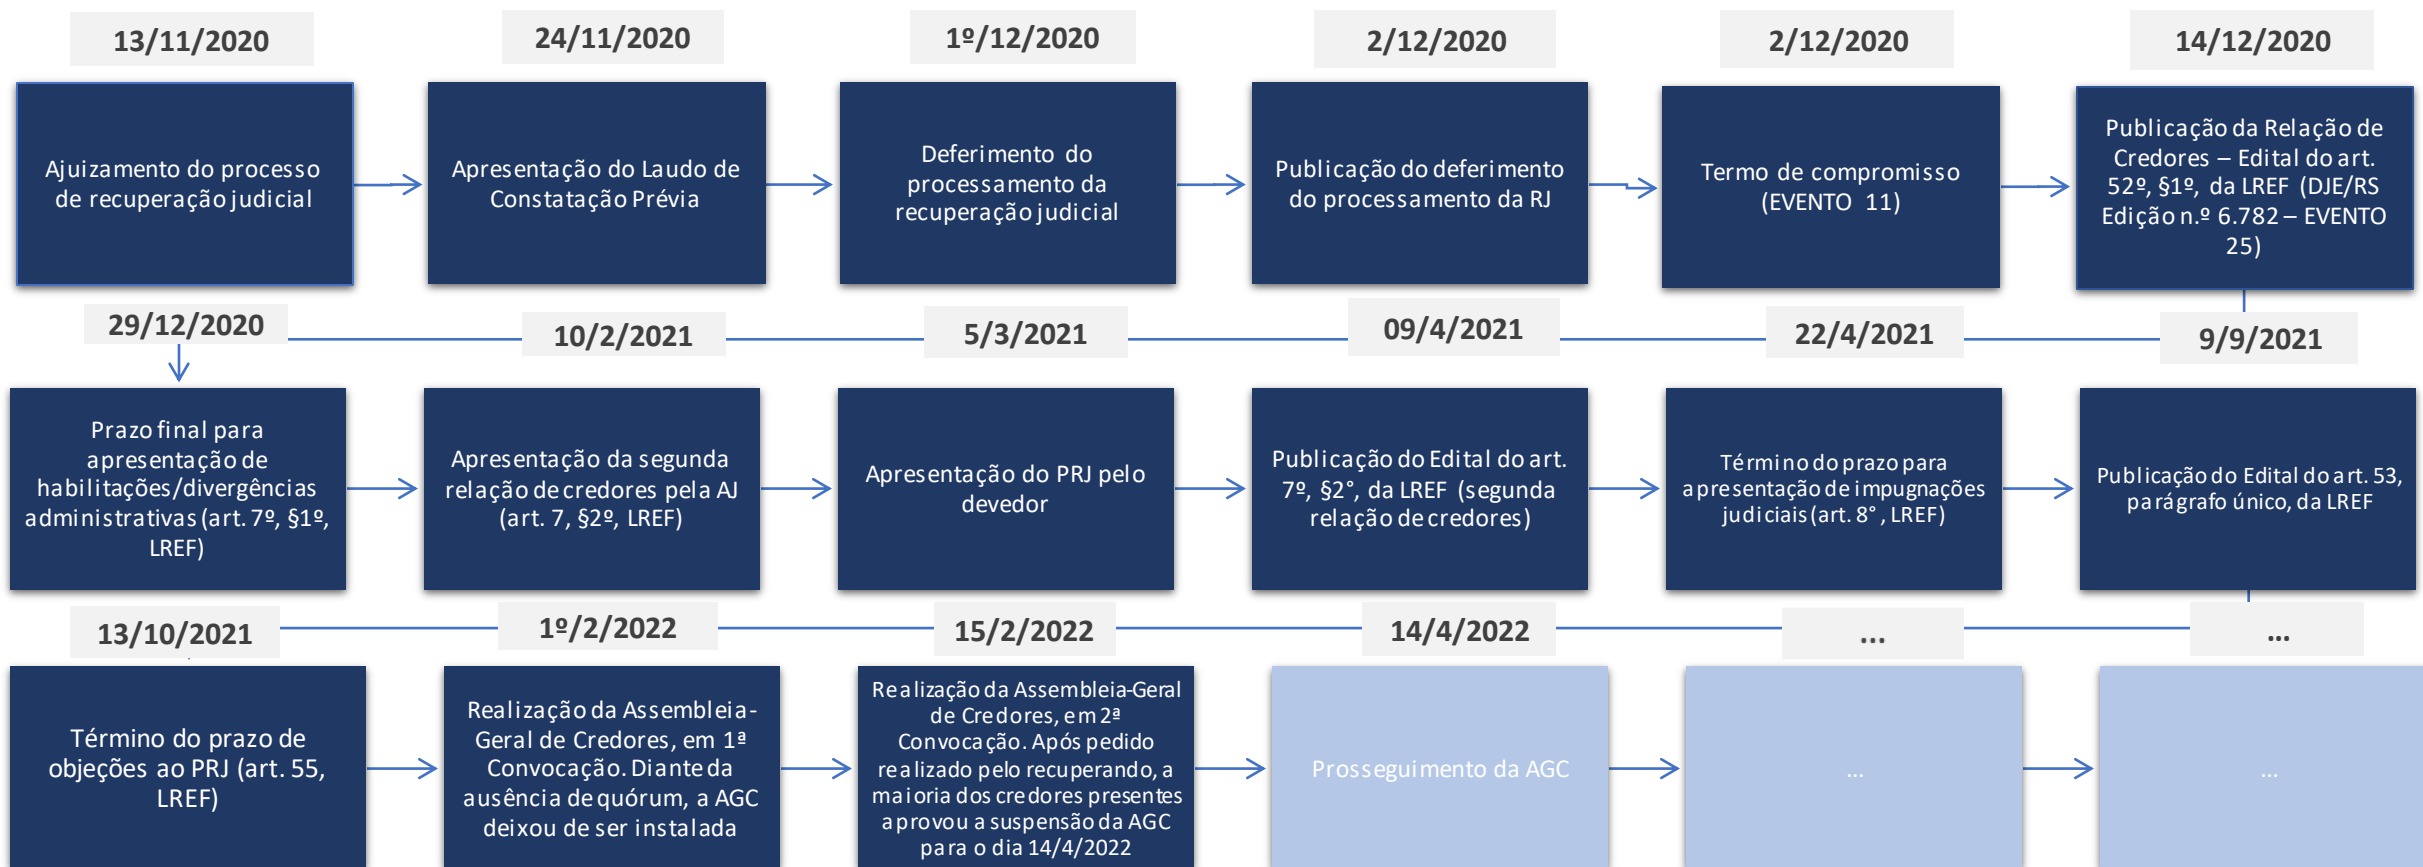 13/11/2020
24/11/2020
1º/12/2020
2/12/2020
2/12/2020
14/12/2020
Ajuizamento do processo
de recuperação judicial
Apresentação do Laudo de
Constatação Prévia
Deferimento do
processamento da
recuperação judicial
Publicação do deferimento
do processamento da RJ
Termo de compromisso
(EVENTO 11)
Publicação da Relação de
Credores – Edital do art.
52º, §1º, da LREF (DJE/RS
Edição n.º 6.782 – EVENTO
25)
29/12/2020
10/2/2021
5/3/2021
09/4/2021
22/4/2021
9/9/2021
Prazo final para
apresentação de
habilitações/divergências
administrativas (art. 7º, §1º,
LREF)
Apresentação da segunda
relação de credores pela AJ
(art. 7, §2º, LREF)
Apresentação do PRJ pelo
devedor
Publicação do Edital do art.
7º, §2°, da LREF (segunda
relação de credores)
Término do prazo para
apresentação de impugnações
judiciais (art. 8°, LREF)
Publicação do Edital do art. 53,
parágrafo único, da LREF
13/10/2021
1º/2/2022
15/2/2022
14/4/2022
...
...
Término do prazo de
objeções ao PRJ (art. 55,
LREF)
Realização da Assembleia-
Geral de Credores, em 1ª
Convocação. Diante da
ausência de quórum, a AGC
deixou de ser instalada
Realização da Assembleia-Geral
de Credores, em 2ª
Convocação. Após pedido
realizado pelo recuperando, a
maioria dos credores presentes
aprovou a suspensão da AGC
para o dia 14/4/2022
Prosseguimento da AGC
...
...